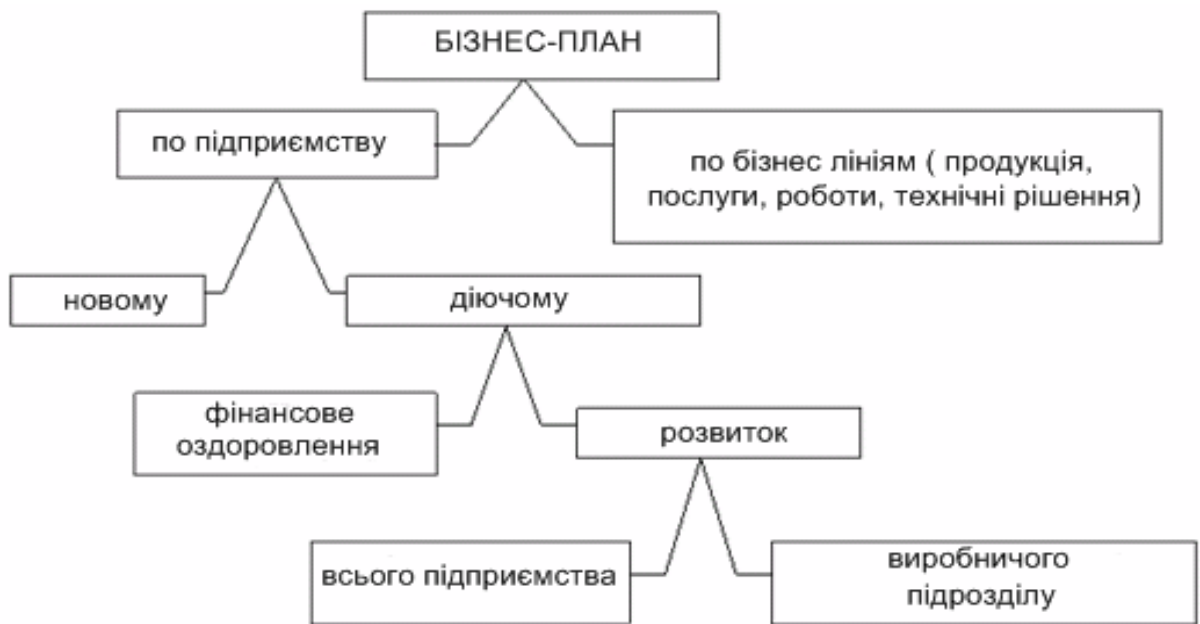 БІЗНЕС-ПЛАН
по підприємству
по бізнес лініям ( продукція,
послуги, роботи, технічні рішення)
новому
діючому
фінансове
оздоровлення
розвиток
всього підприємства
виробничого
підрозділу